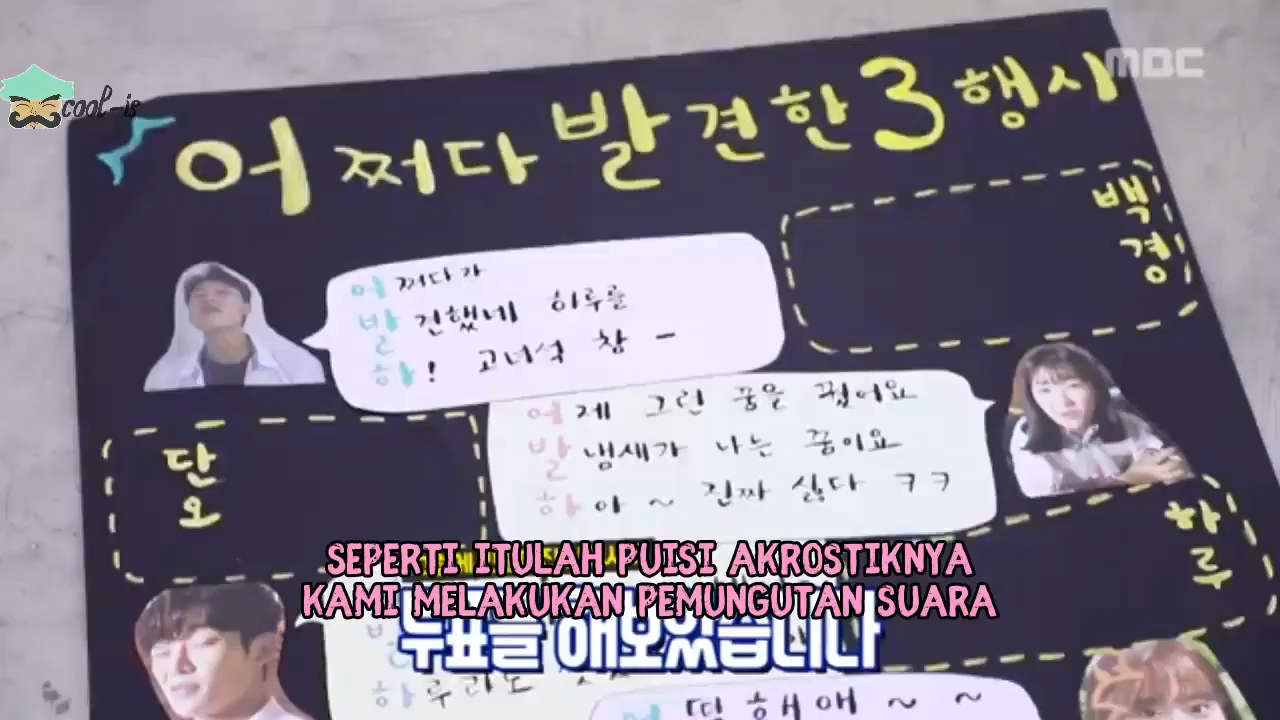 MBC
cool-is
어쩌다 발견한 3행시
백경
어쩌다가
발견했네 하루를
하! 고녀석 참 -
어제 그런 꿈을 꿨어요
발냄새가 나는 꿈이요
하아 ~ 진짜 싫다 ㅋㅋ
단오
하루
SEPERTI ITULAH PUISI AKROSTIKNYA
KAMI MELAKUKAN PEMUNGUTAN SUARA
투표를 해보았습니다
발
하루라도
해애 ~ ~